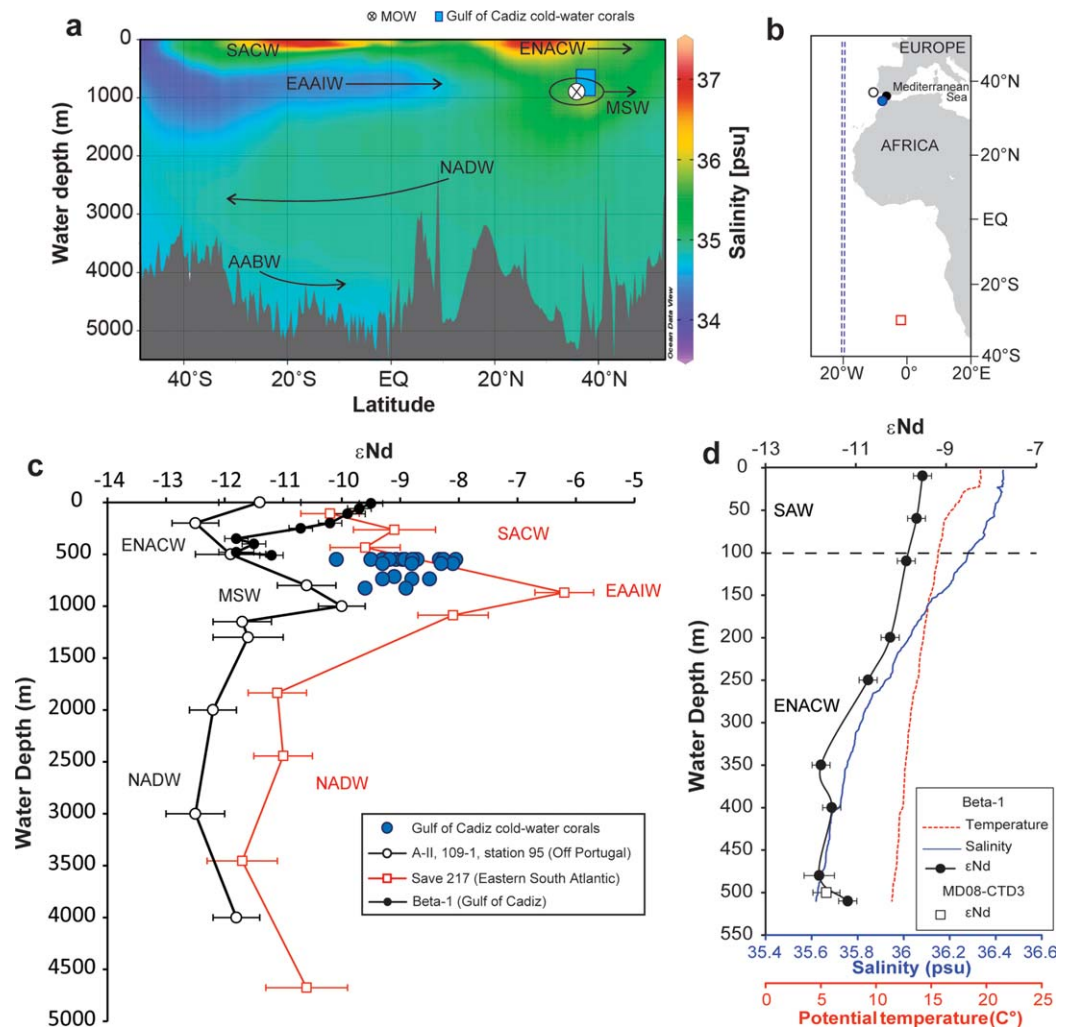 ⊗ MOW
Gulf of Cadiz cold-water corals
a
0
1000
2000
3000
4000
5000
Water depth (m)
SACW
ENACW
EAAIW
MSW
NADW
AABW
Ocean Data View
40°S
20°S
EQ
20°N
40°N
Latitude
37
36
35
34
Salinity [psu]
b
EUROPE
Mediterranean
Sea
AFRICA
40°N
20°N
EQ
20°S
40°S
20°W
0°
20°E
c
εNd
-14 -13 -12 -11 -10 -9 -8 -7 -6 -5
0
500
1000
1500
2000
2500
3000
3500
4000
4500
5000
Water Depth (m)
ENACW
SACW
MSW
EAAIW
NADW
NADW
Gulf of Cadiz cold-water corals
A-II, 109-1, station 95 (Off Portugal)
Save 217 (Eastern South Atlantic)
Beta-1 (Gulf of Cadiz)
d
εNd
-13 -11 -9 -7
0
50
100
150
200
250
300
350
400
450
500
550
Water Depth (m)
SAW
ENACW
Beta-1
Temperature
Salinity
εNd
MD08-CTD3
εNd
35.4 35.6 35.8 36 36.2 36.4 36.6
Salinity (psu)
0 5 10 15 20 25
Potential temperature(C°)